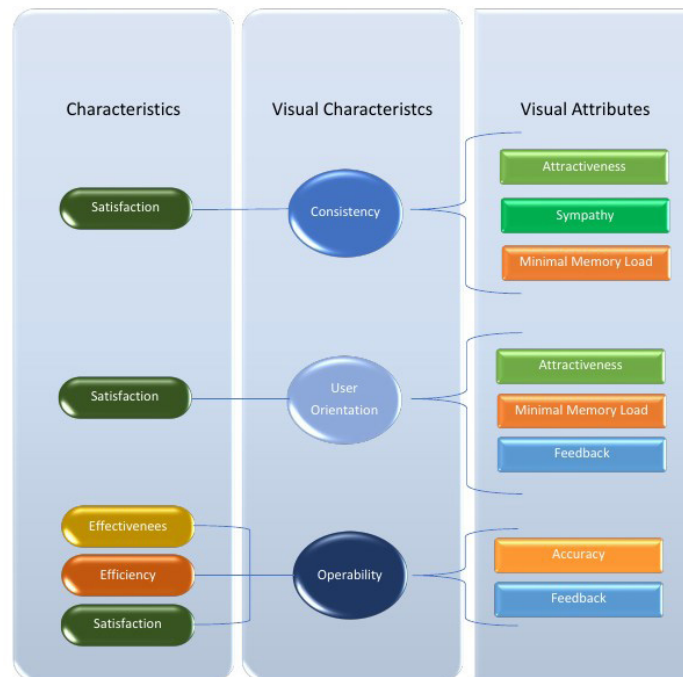 Characteristics
Visual Characteristcs
Visual Attributes
Satisfaction
Consistency
Attractiveness
Sympathy
Minimal Memory Load
Satisfaction
User
Orientation
Attractiveness
Minimal Memory Load
Feedback
Effectivenees
Efficiency
Satisfaction
Operability
Accuracy
Feedback